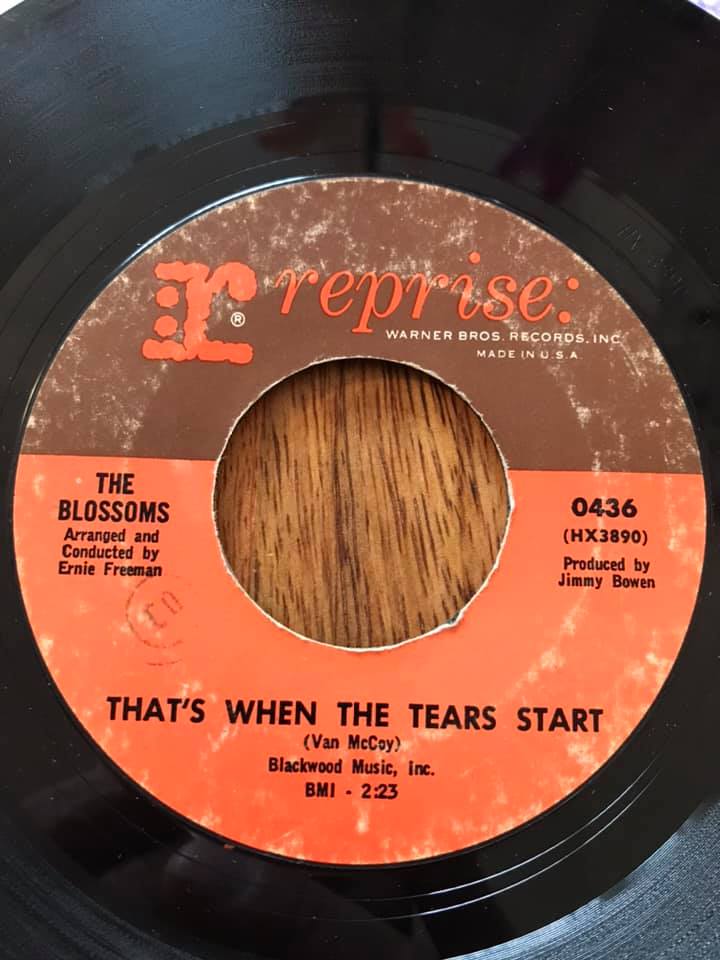 r® reprise:
WARNER BROS. RECORDS, INC.
MADE IN U.S.A.
THE
BLOSSOMS
Arranged and
Conducted by
Ernie Freeman
0436
(HX3890)
Produced by
Jimmy Bowen
THAT'S WHEN THE TEARS START
(Van McCoy)
Blackwood Music, Inc.
BMI - 2:23